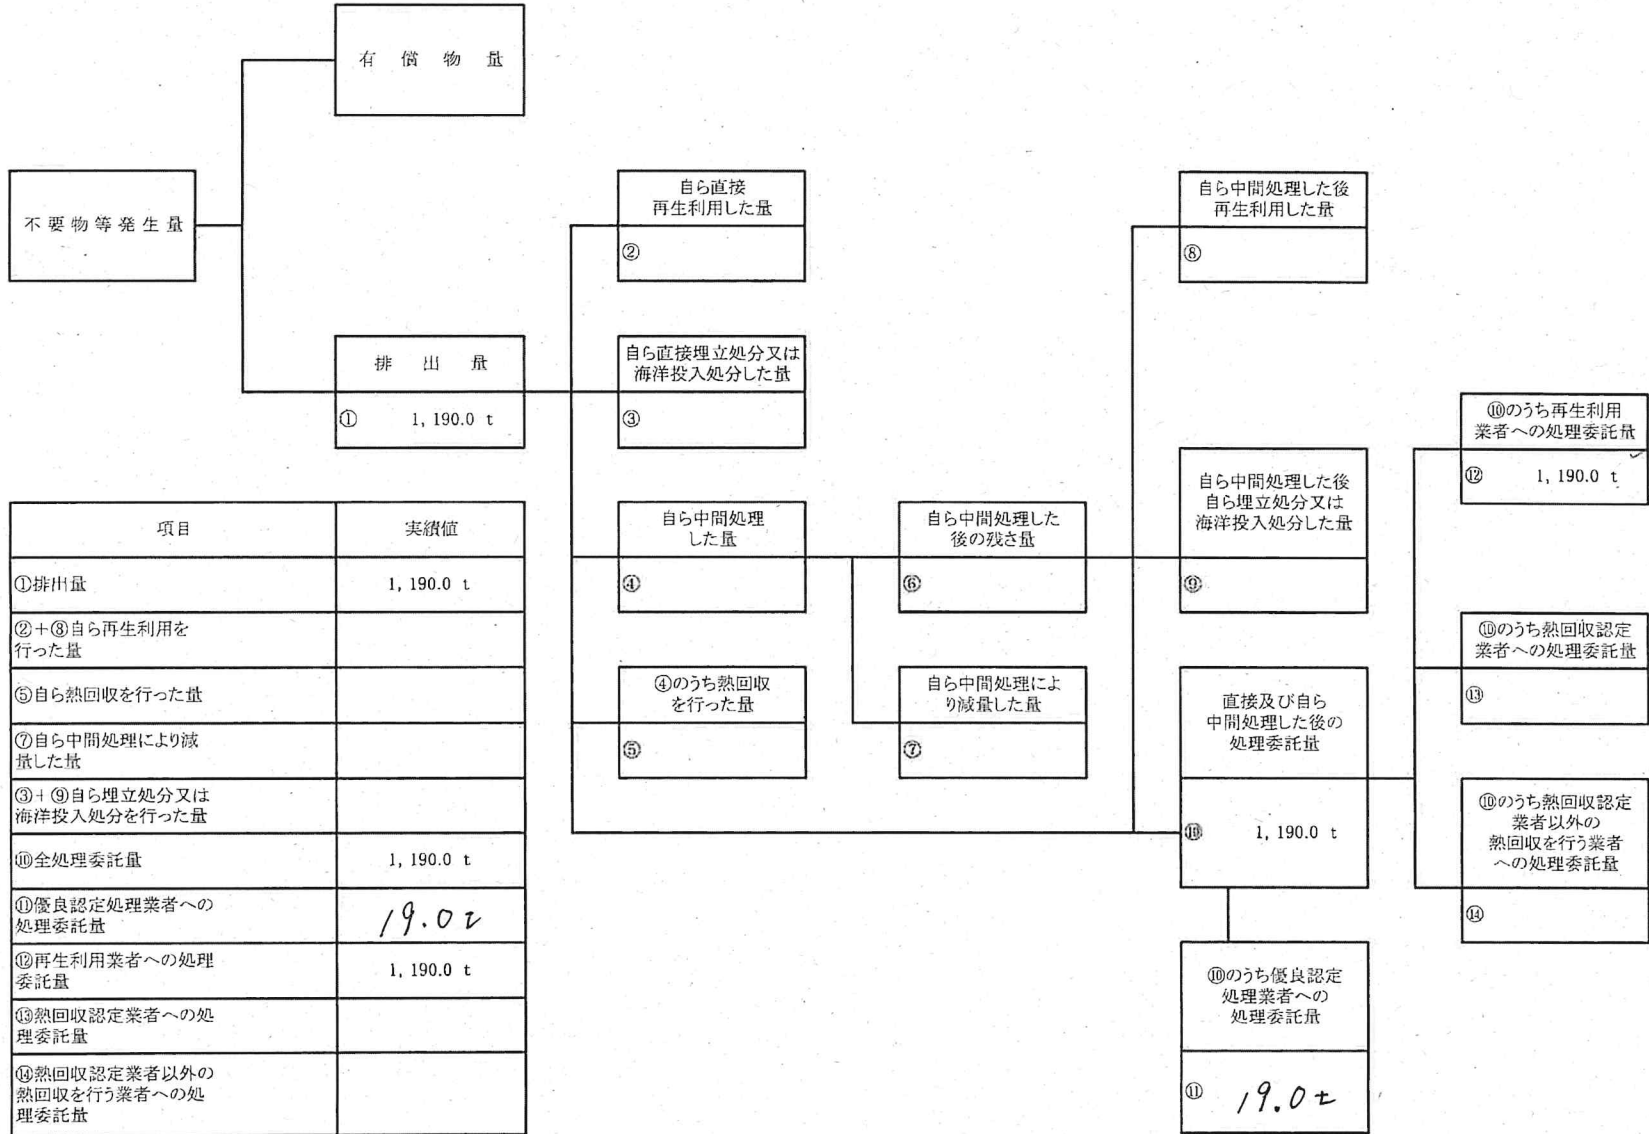 有償物量
不要物等発生量
排出量
① 1,190.0 t
自ら直接
再生利用した量
②
自ら直接埋立処分又は
海洋投入処分した量
③
自ら中間処理
した量
④
④のうち熱回収
を行った量
⑤
自ら中間処理した
後の残さ量
⑥
自ら中間処理によ
り減量した量
⑦
自ら中間処理した後
再生利用した量
⑧
自ら中間処理した後
自ら埋立処分又は
海洋投入処分した量
⑨
直接及び自ら
中間処理した後の
処理委託量
⑩ 1,190.0 t
⑩のうち優良認定
処理業者への
処理委託量
⑪ 19.0t
⑩のうち再生利用
業者への処理委託量
⑫ 1,190.0 t
⑩のうち熱回収認定
業者への処理委託量
⑬
⑩のうち熱回収認定
業者以外の
熱回収を行う業者
への処理委託量
⑭
項目 実績値
①排出量 1,190.0 t
②+⑧自ら再生利用を
行った量
⑤自ら熱回収を行った量
⑦自ら中間処理により減
量した量
③+⑨自ら埋立処分又は
海洋投入処分を行った量
⑩全処理委託量 1,190.0 t
⑪優良認定処理業者への
処理委託量 19.0t
⑫再生利用業者への処理
委託量 1,190.0 t
⑬熱回収認定業者への処
理委託量
⑭熱回収認定業者以外の
熱回収を行う業者への処
理委託量